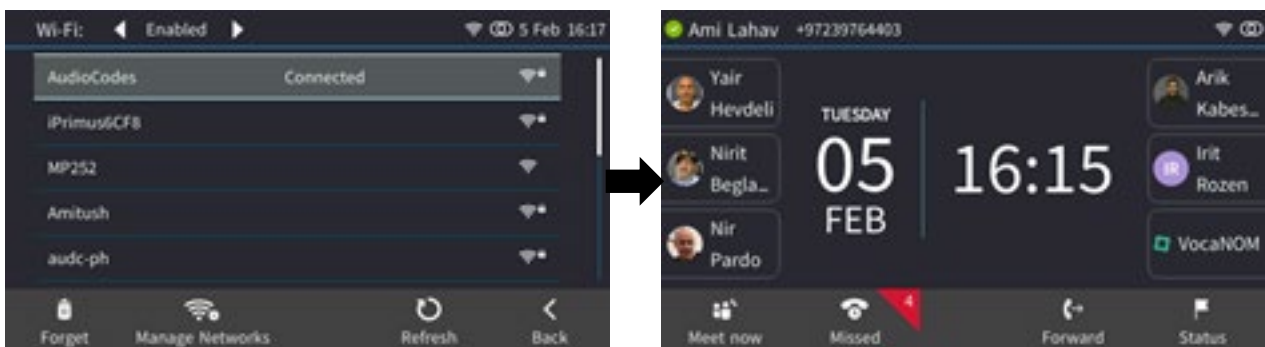 Wi-Fi: Enabled 5 Feb 16:17
AudioCodes Connected
iPrimus6CF8
MP252
Amitush
audc-ph
Forget Manage Networks Refresh Back
Ami Lahav +97239764403
Yair
Hevdeli
Nirit
Begla...
Nir
Pardo
TUESDAY
05
FEB
16:15
Arik
Kabes...
IR
Irit
Rozen
VocaNOM
4
Meet now Missed Forward Status